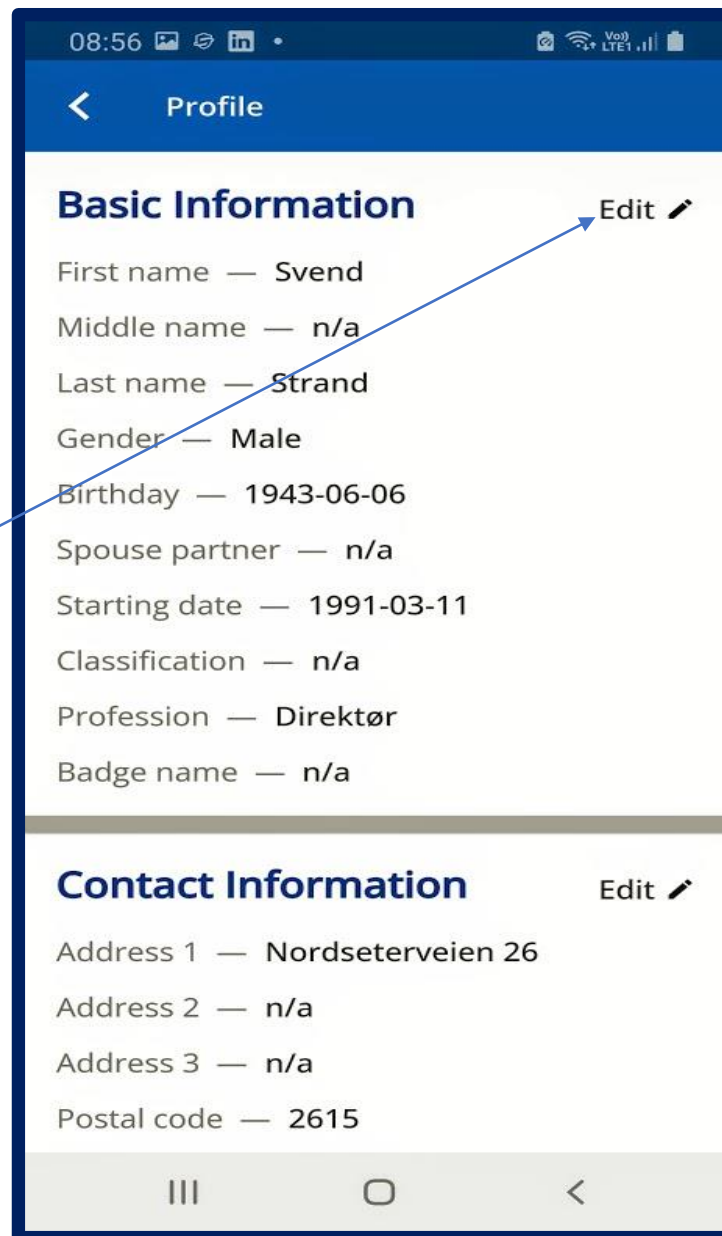 08:56
Vo))
LTE1
Profile
Basic Information
Edit
First name — Svend
Middle name — n/a
Last name — Strand
Gender — Male
Birthday — 1943-06-06
Spouse partner — n/a
Starting date — 1991-03-11
Classification — n/a
Profession — Direktør
Badge name — n/a
Contact Information
Edit
Address 1 — Nordseterveien 26
Address 2 — n/a
Address 3 — n/a
Postal code — 2615